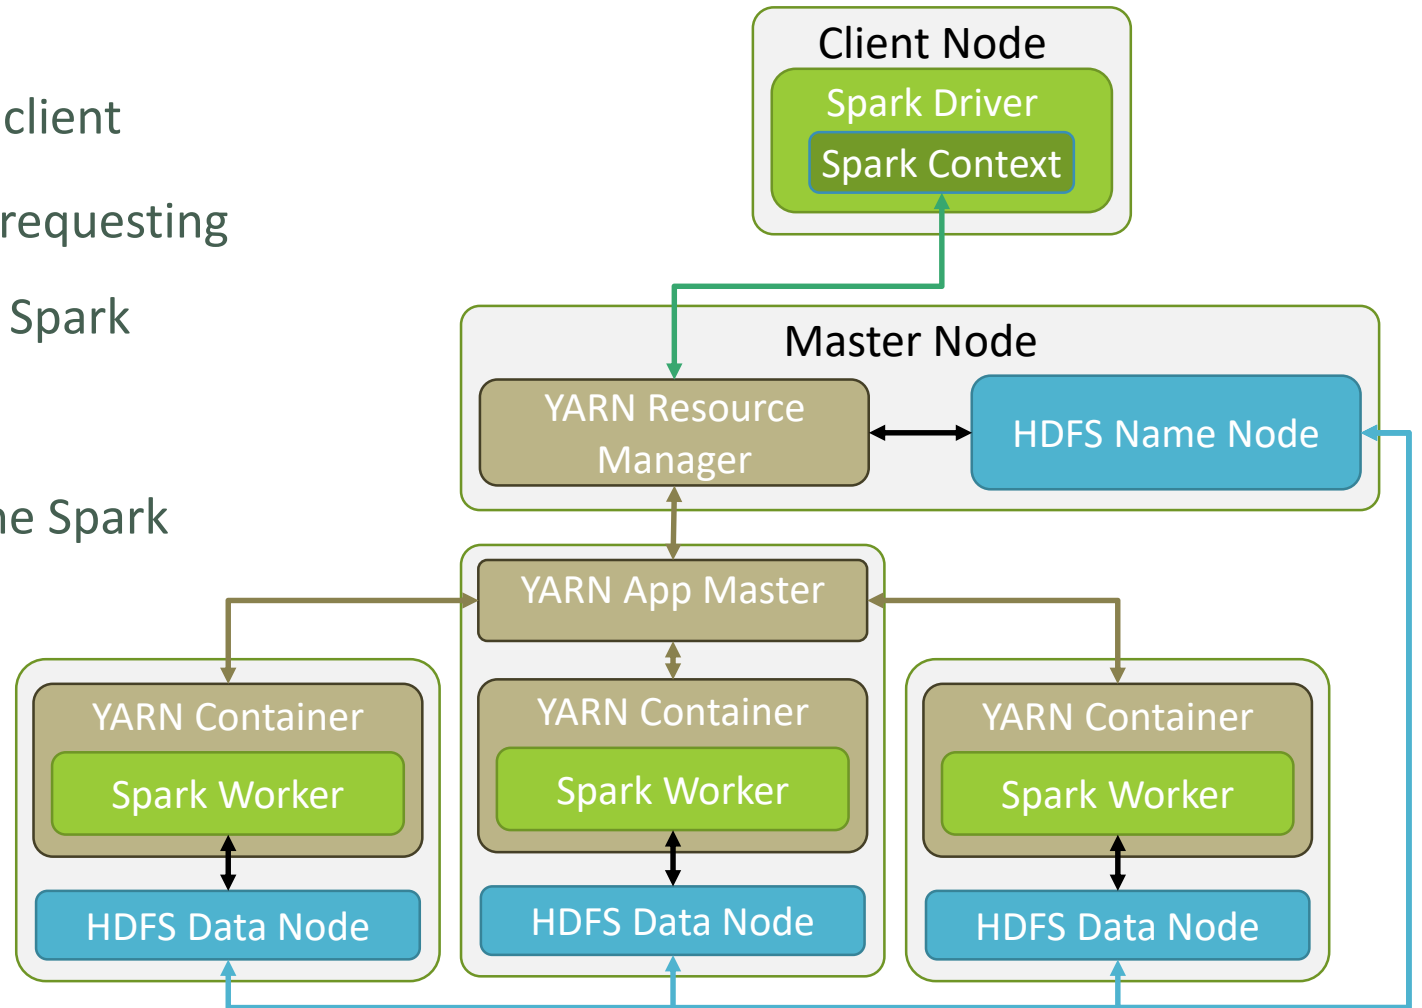 client
requesting
Spark
he Spark
Client Node
Spark Driver
Spark Context
Master Node
YARN Resource
Manager
HDFS Name Node
YARN App Master
YARN Container
Spark Worker
HDFS Data Node
YARN Container
Spark Worker
HDFS Data Node
YARN Container
Spark Worker
HDFS Data Node